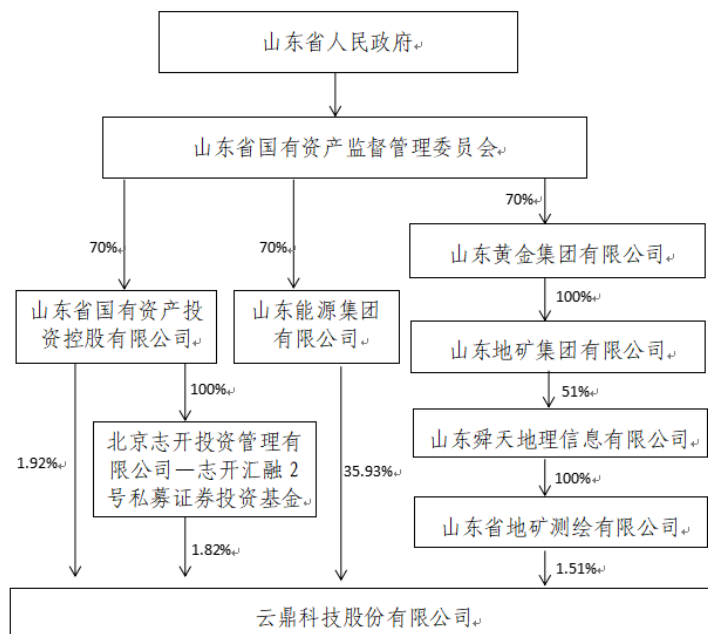 山东省人民政府
山东省国有资产监督管理委员会
70%
70%
70%
山东黄金集团有限公司
100%
山东省国有资产投
资控股有限公司
山东能源集团
有限公司
山东地矿集团有限公司
100%
51%
北京志开投资管理有
限公司—志开汇融 2
号私募证券投资基金
山东舜天地理信息有限公司
1.92%
35.93%
100%
山东省地矿测绘有限公司
1.82%
1.51%
云鼎科技股份有限公司